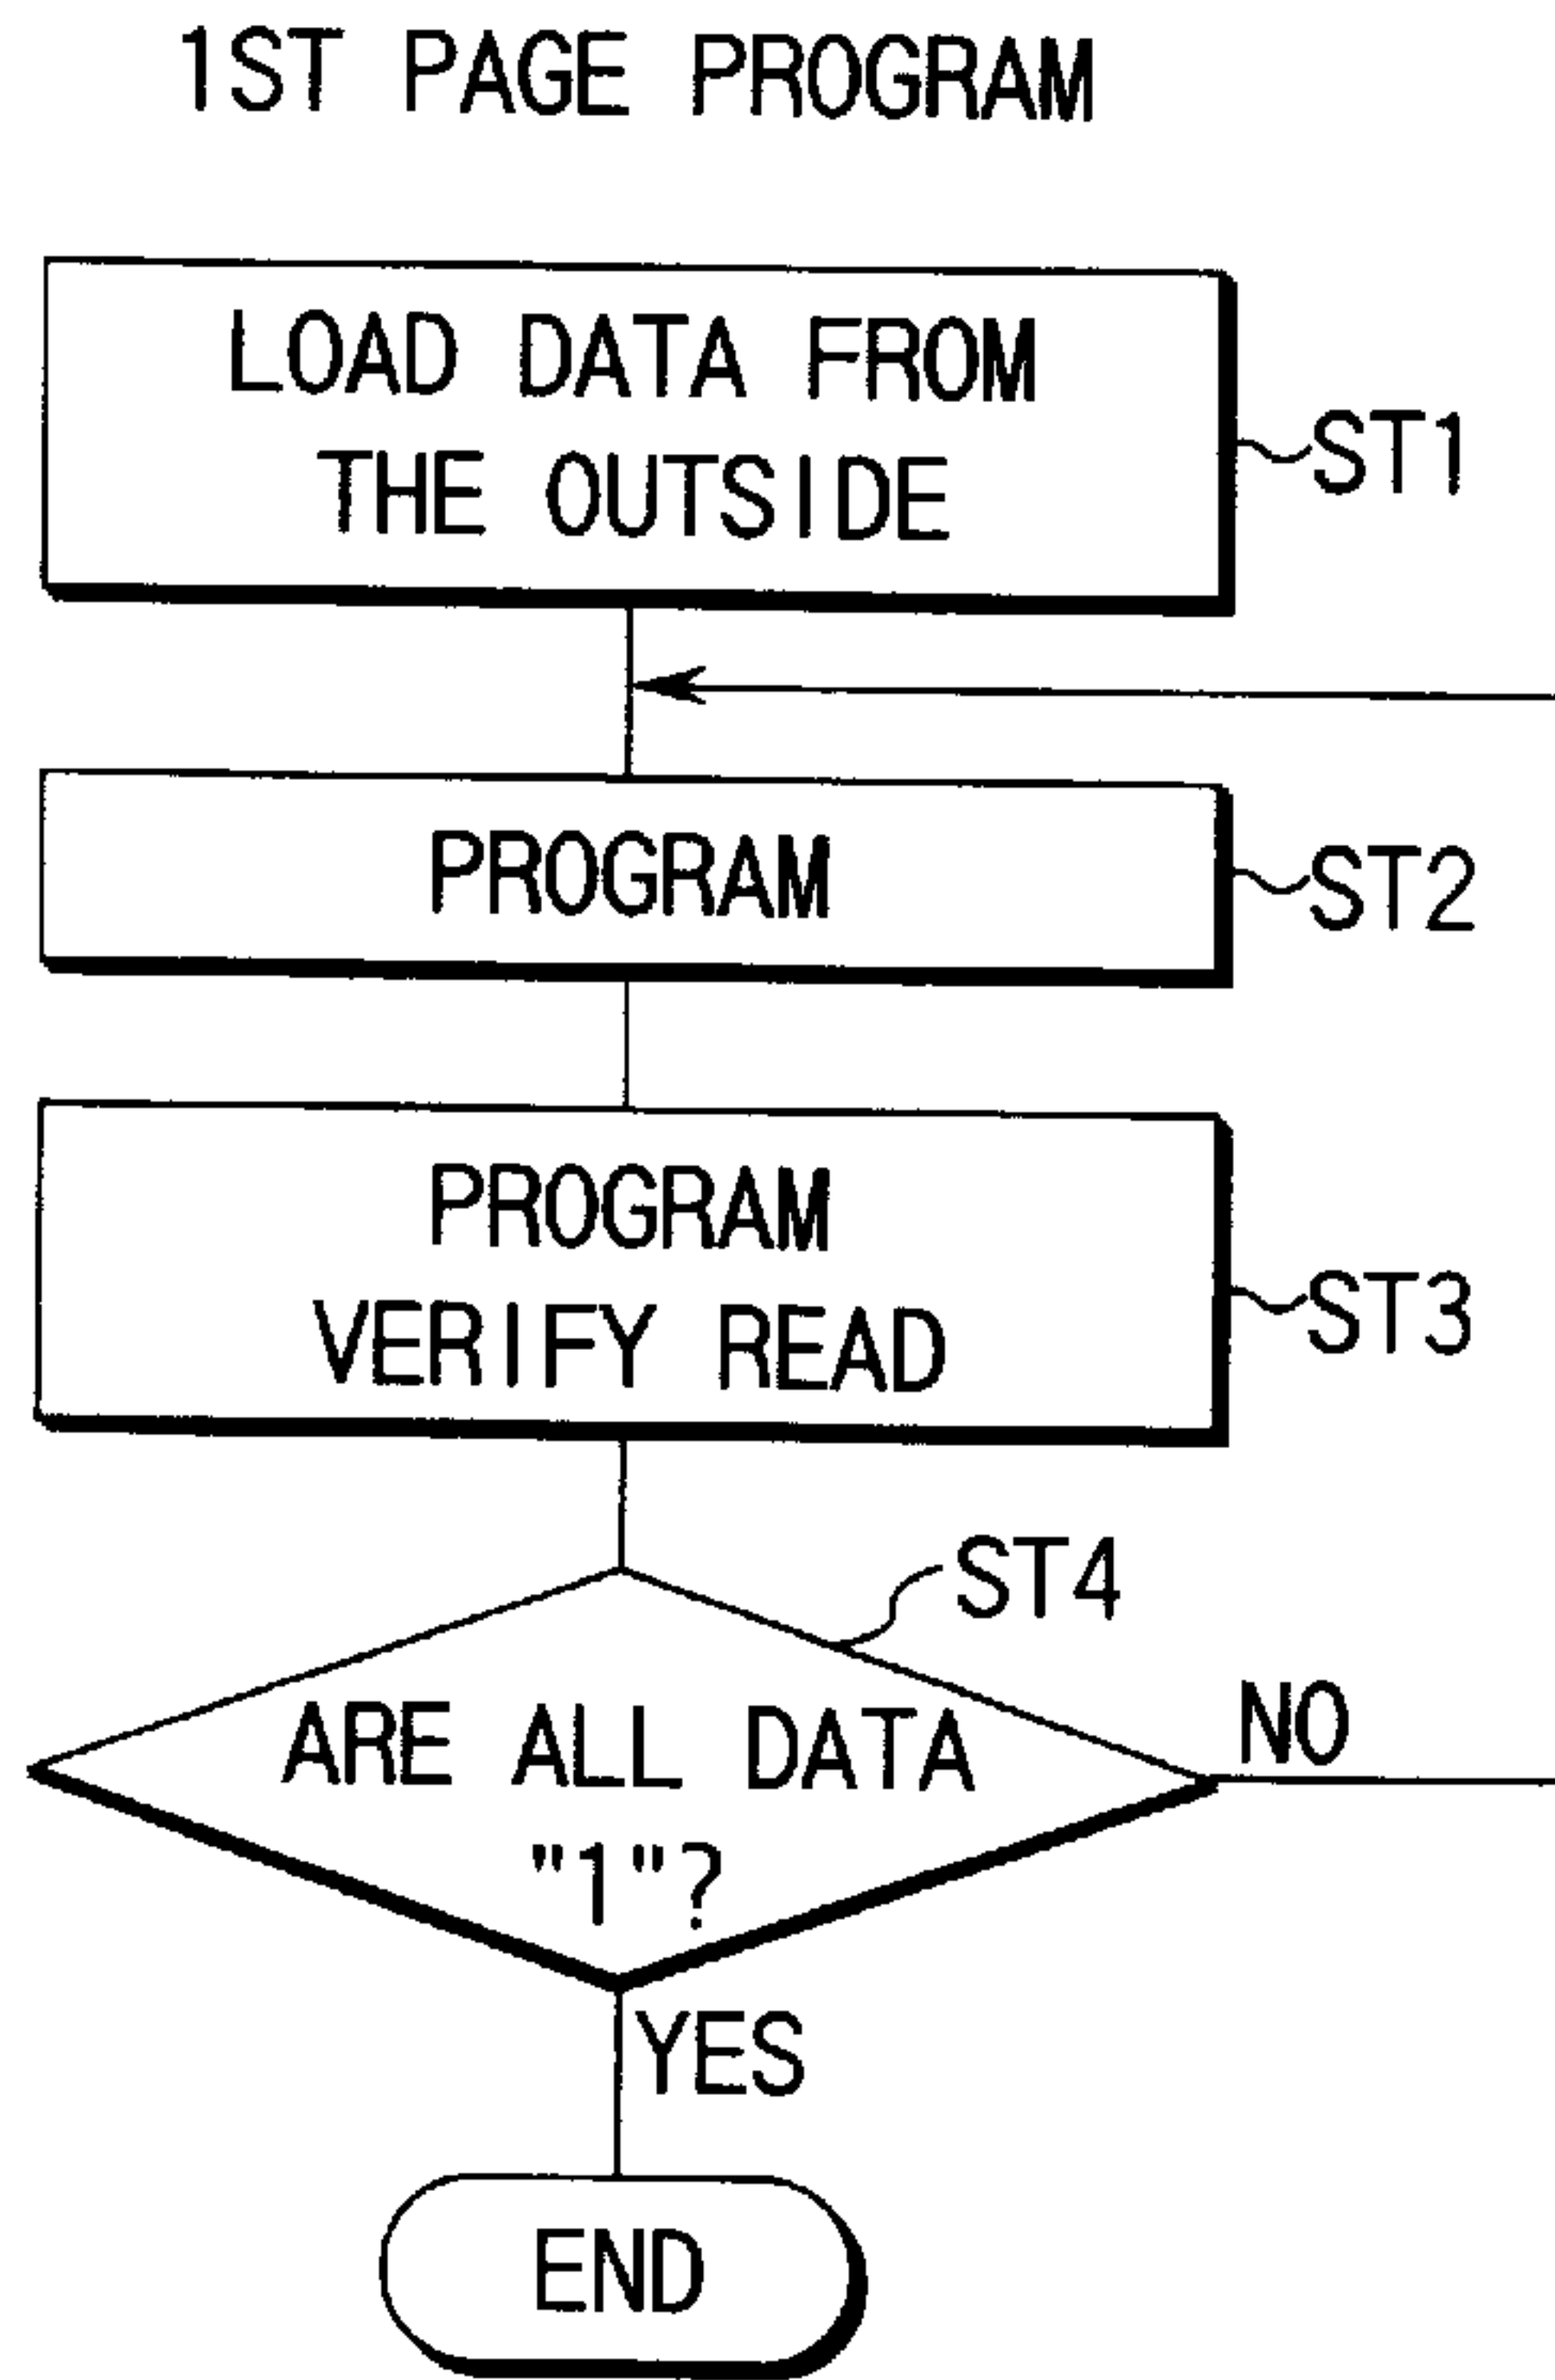 1ST PAGE PROGRAM
LOAD DATA FROM
THE OUTSIDE
ST1
PROGRAM
ST2
PROGRAM
VERIFY READ
ST3
ST4
ARE ALL DATA
"1"?
NO
YES
END